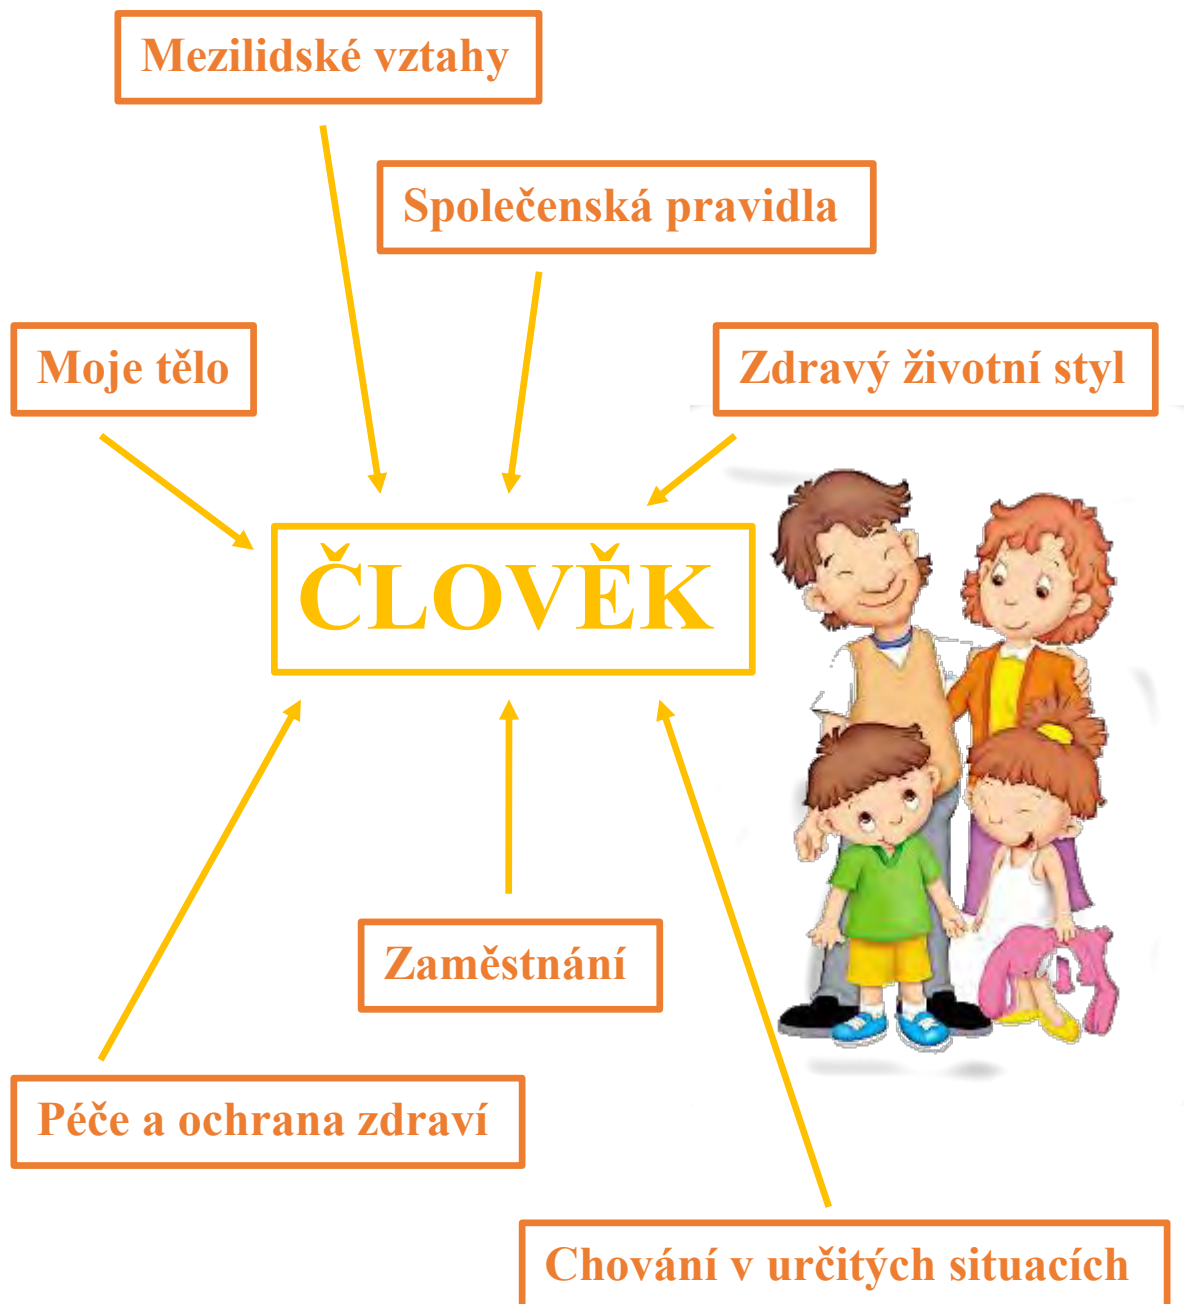 Mezilidské vztahy
Společenská pravidla
Moje tělo
Zdravý životní styl
ČLOVĚK
Zaměstnání
Péče a ochrana zdraví
Chování v určitých situacích